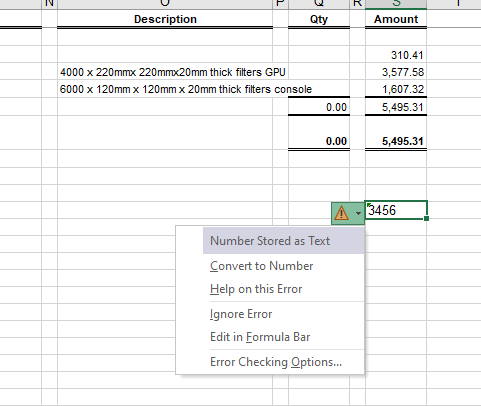 N O P Q R S T
Description Qty Amount
310.41
4000 x 220mmx 220mmx20mm thick filters GPU 3,577.58
6000 x 120mm x 120mm x 20mm thick filters console 1,607.32
0.00 5,495.31
0.00 5,495.31
3456
Number Stored as Text
Convert to Number
Help on this Error
Ignore Error
Edit in Formula Bar
Error Checking Options...